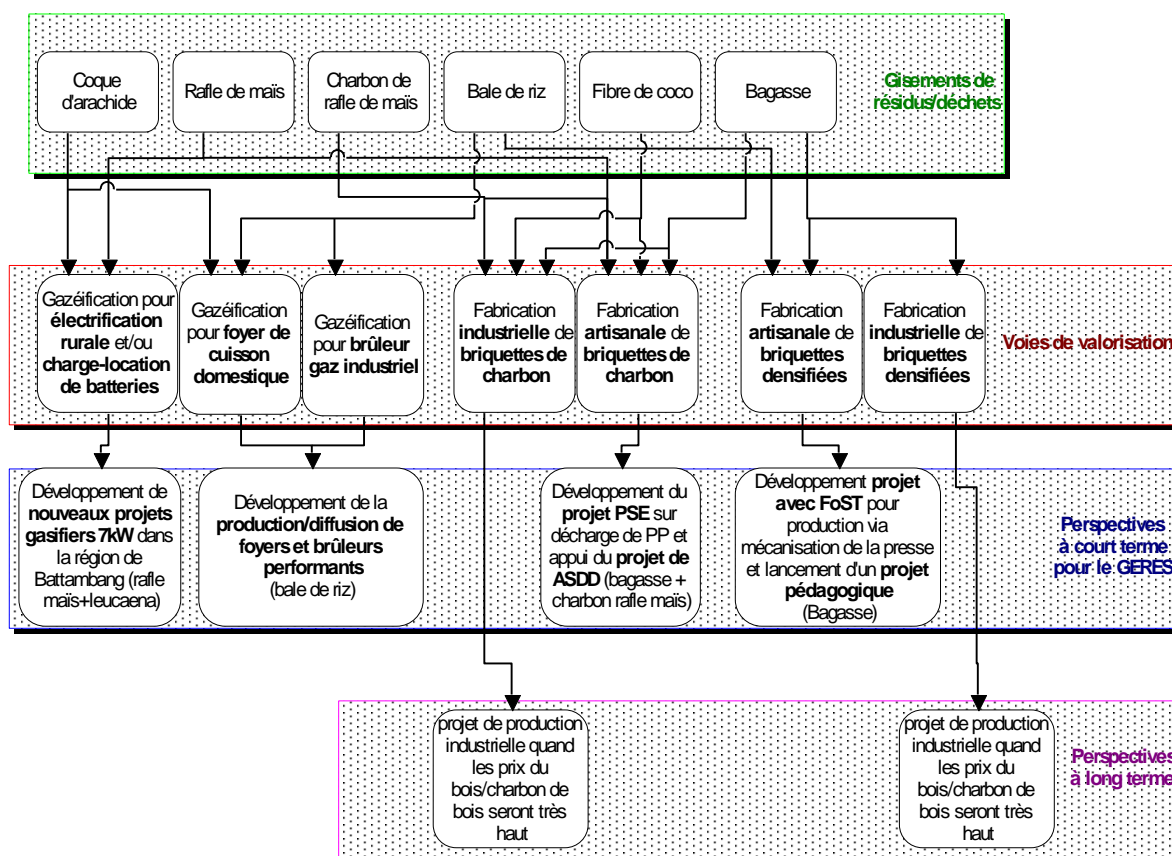 Coque
d'arachide
Rafle de maïs
Charbon de
rafle de maïs
Bale de riz
Fibre de coco
Bagasse
Gisements de
résidus/déchets
Gazéification pour
électrification
rurale et/ou
charge-location
de batteries
Gazéification
pour foyer de
cuisson
domestique
Gazéification
pour brûleur
gaz industriel
Fabrication
industrielle de
briquettes de
charbon
Fabrication
artisanale de
briquettes de
charbon
Fabrication
artisanale de
briquettes
densifiées
Fabrication
industrielle de
briquettes
densifiées
Voies de valorisation
Développement de
nouveaux projets
gasifiers 7kW dans
la région de
Battambang (rafle
maïs+leucaena)
Développement de la
production/diffusion de
foyers et brûleurs
performants
(bale de riz)
Développement du
projet PSE sur
décharge de PP et
appui du projet de
ASDD (bagasse +
charbon rafle maïs)
Développement projet
avec FoST pour
production via
mécanisation de la presse
et lancement d'un projet
pédagogique
(Bagasse)
Perspectives
à court terme
pour le GERES
projet de production
industrielle quand
les prix du
bois/charbon de
bois seront très
haut
projet de production
industrielle quand
les prix du
bois/charbon de
bois seront très
haut
Perspectives
à long terme